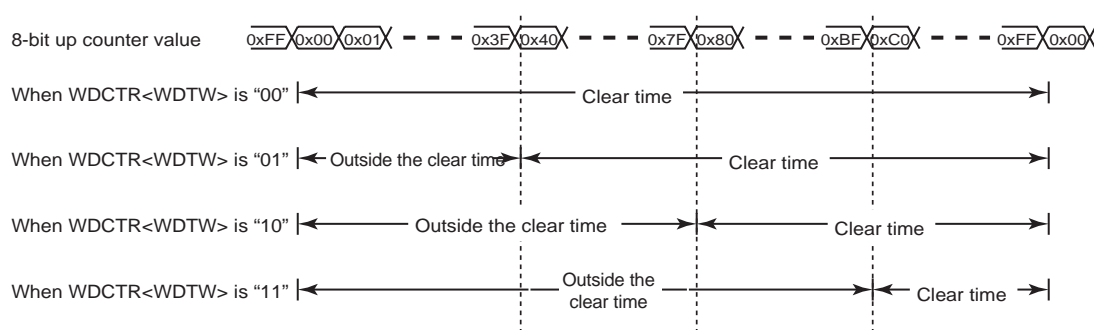 8-bit up counter value 0xFF 0x00 0x01 0x3F 0x40 0x7F 0x80 0xBF 0xC0 0xFF 0x00
When WDCTR<WDTW> is “00” Clear time
When WDCTR<WDTW> is “01” Outside the clear time Clear time
When WDCTR<WDTW> is “10” Outside the clear time Clear time
When WDCTR<WDTW> is “11” Outside the
clear time Clear time